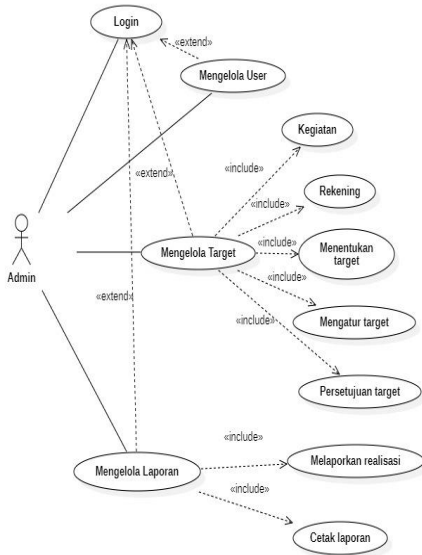 Login
«extend»
Mengelola User
Kegiatan
«include»
«extend»
Rekening
«include»
Menentukan
target
«include»
Mengelola Target
Admin
«include»
«extend»
Mengatur target
«include»
Persetujuan target
«include»
Melaporkan realisasi
Mengelola Laporan
«include»
Cetak laporan